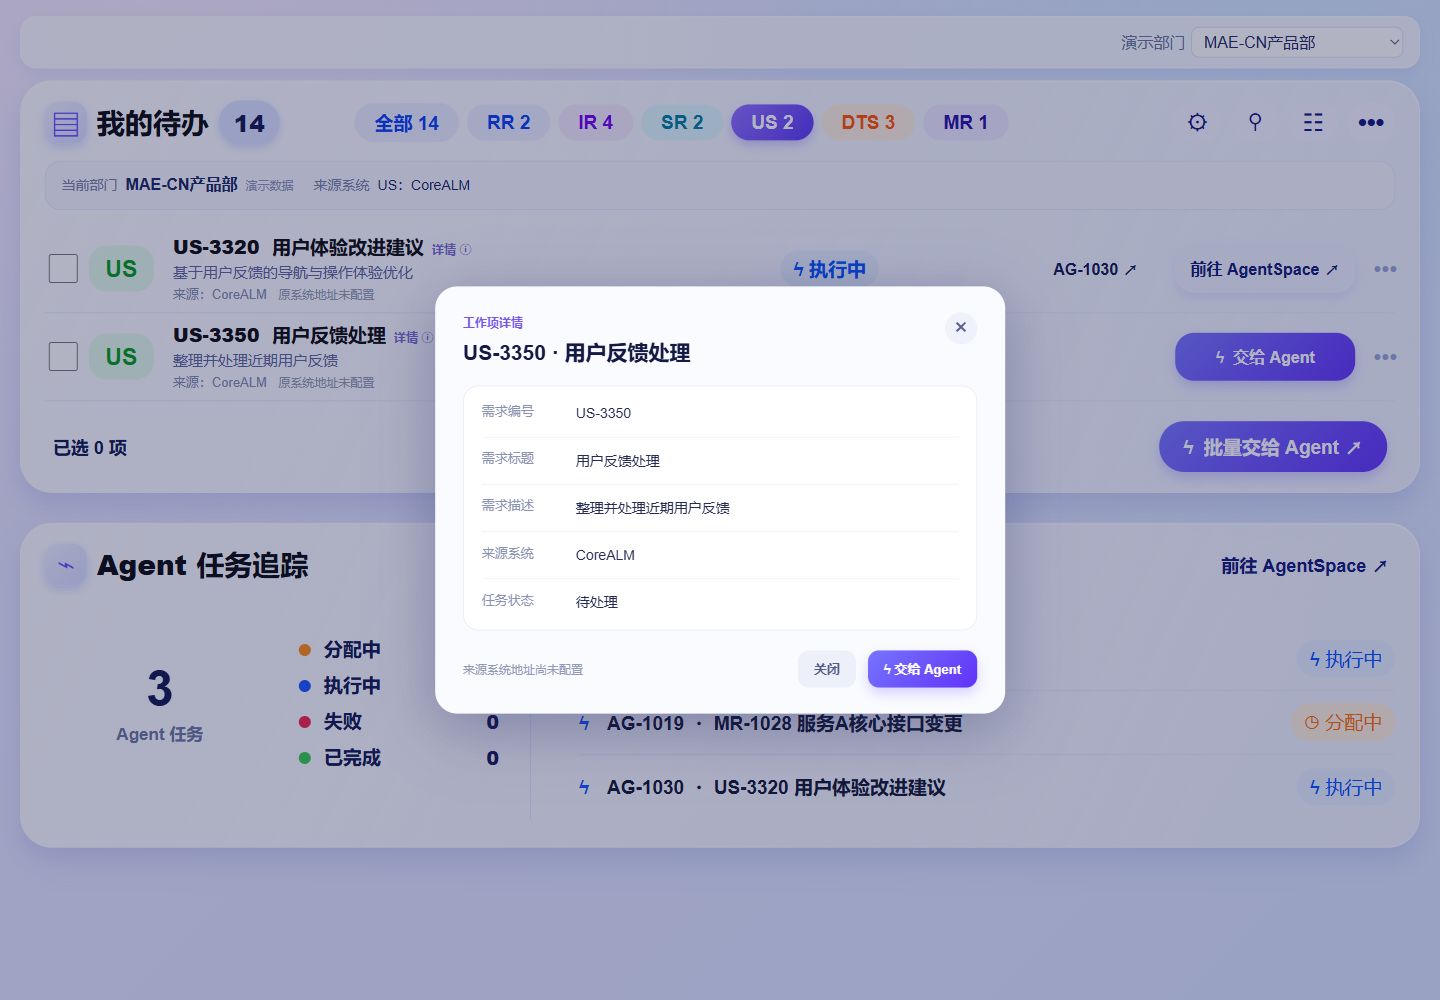 演示部门 MAE-CN产品部
我的待办 14 全部 14 RR 2 IR 4 SR 2 US 2 DTS 3 MR 1
当前部门 MAE-CN产品部 演示数据 来源系统 US：CoreALM
US US-3320 用户体验改进建议 详情
基于用户反馈的导航与操作体验优化
来源：CoreALM 原系统地址未配置
执行中 AG-1030 ↗ 前往 AgentSpace ↗
US US-3350 用户反馈处理 详情
整理并处理近期用户反馈
来源：CoreALM 原系统地址未配置
交给 Agent
已选 0 项 批量交给 Agent ↗
工作项详情
US-3350 · 用户反馈处理
需求编号 US-3350
需求标题 用户反馈处理
需求描述 整理并处理近期用户反馈
来源系统 CoreALM
任务状态 待处理
来源系统地址尚未配置 关闭 交给 Agent
Agent 任务追踪 前往 AgentSpace ↗
3
Agent 任务
分配中
执行中
失败 0
已完成 0
执行中
AG-1019 · MR-1028 服务A核心接口变更 分配中
AG-1030 · US-3320 用户体验改进建议 执行中